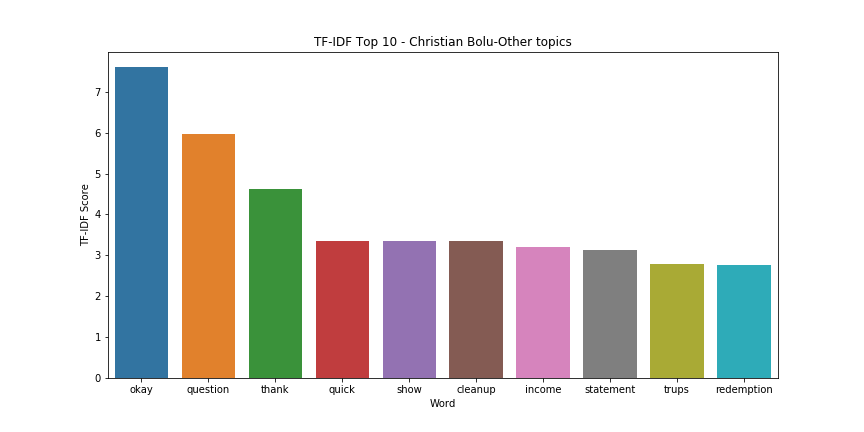 TF-IDF Top 10 - Christian Bolu-Other topics
TF-IDF Score
7
6
5
4
3
2
1
0
okay question thank quick show cleanup income statement trups redemption
Word